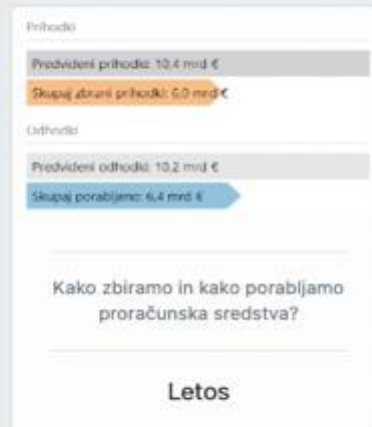 Prihodki
Predvideni prihodki: 10.4 mrd €
Skupaj zbrani prihodki: 6.0 mrd €
Odhodki
Predvideni odhodki: 10.2 mrd €
Skupaj porabljeno: 6.4 mrd €
Kako zbiramo in kako porabljamo
proračunska sredstva?
Letos